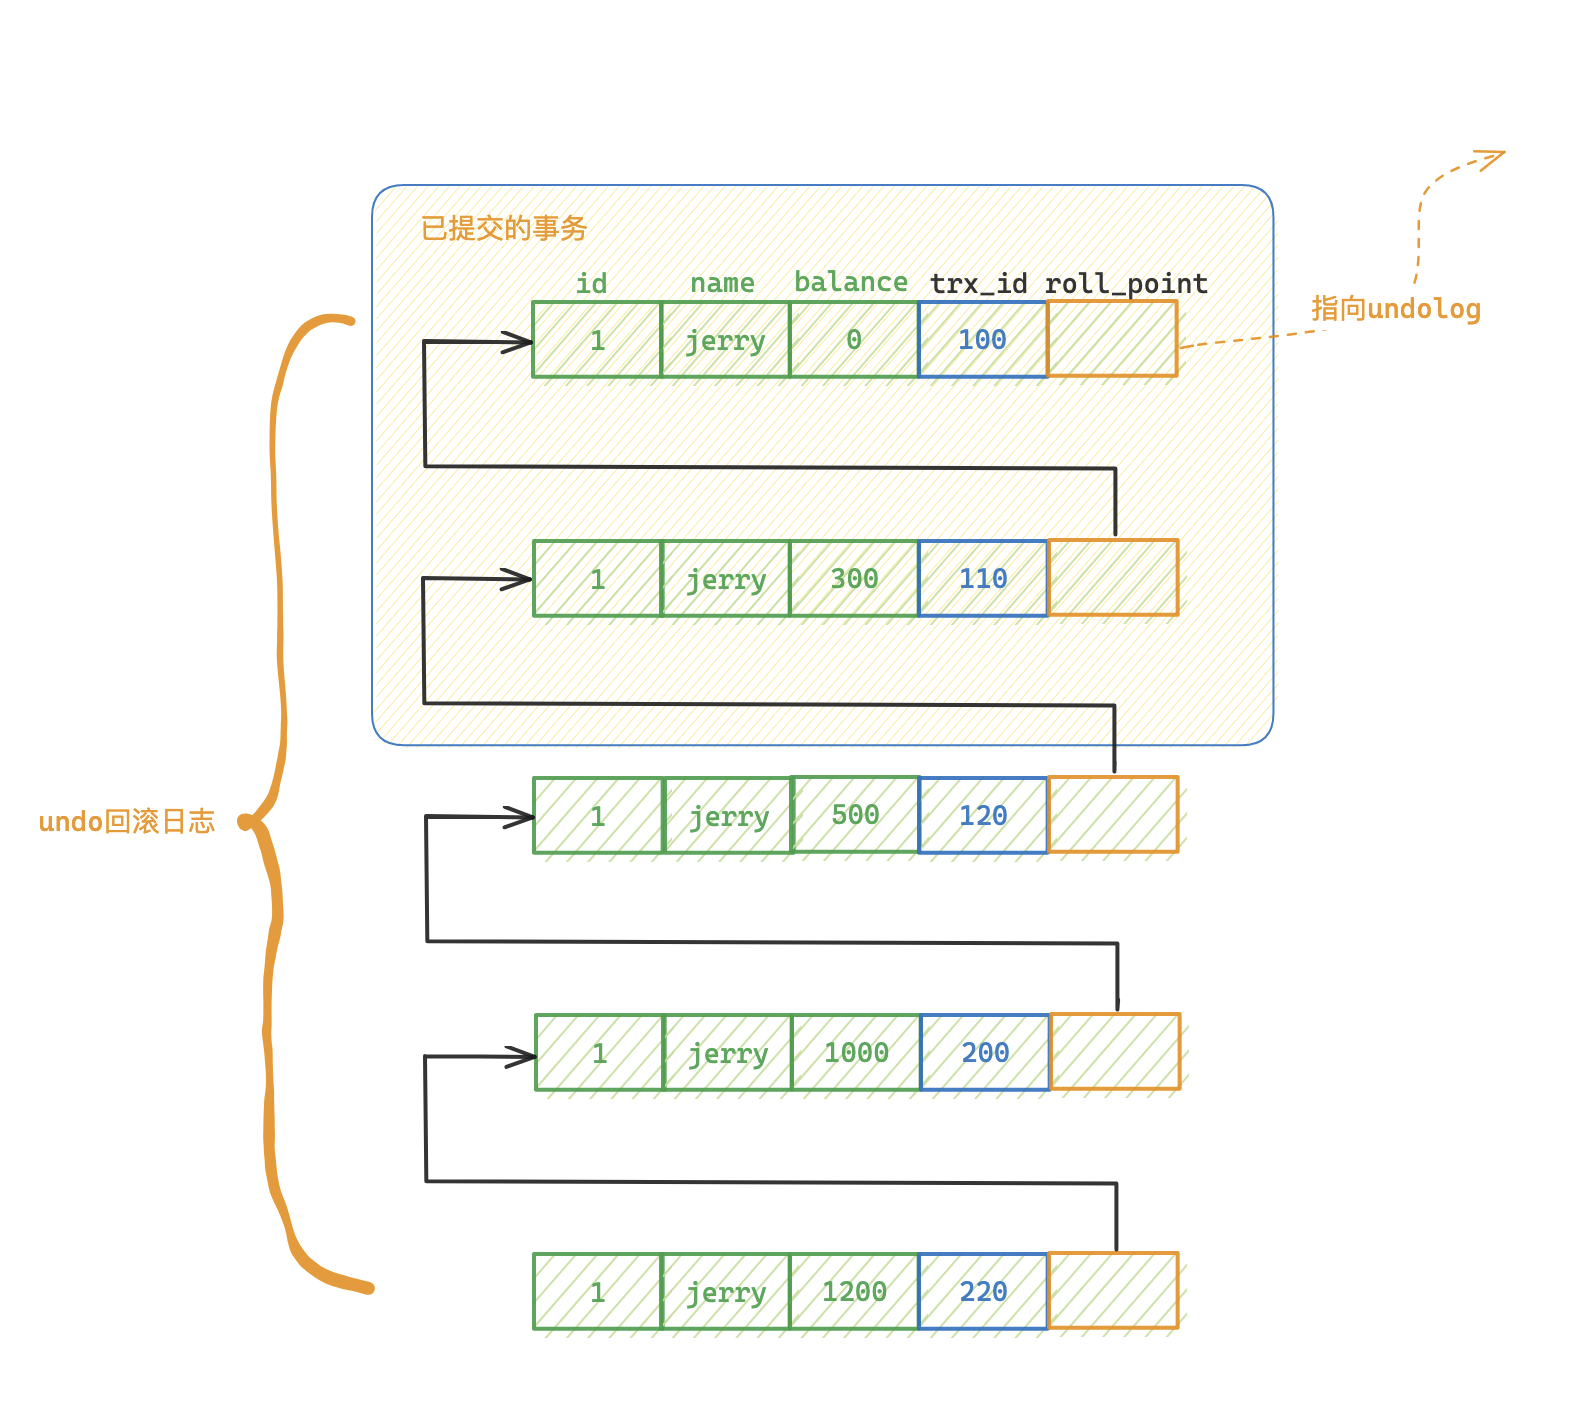 已提交的事务
id name balance trx_id roll_point
指向undolog
1 jerry 0 100
1 jerry 300 110
undo回滚日志
1 jerry 500 120
1 jerry 1000 200
1 jerry 1200 220